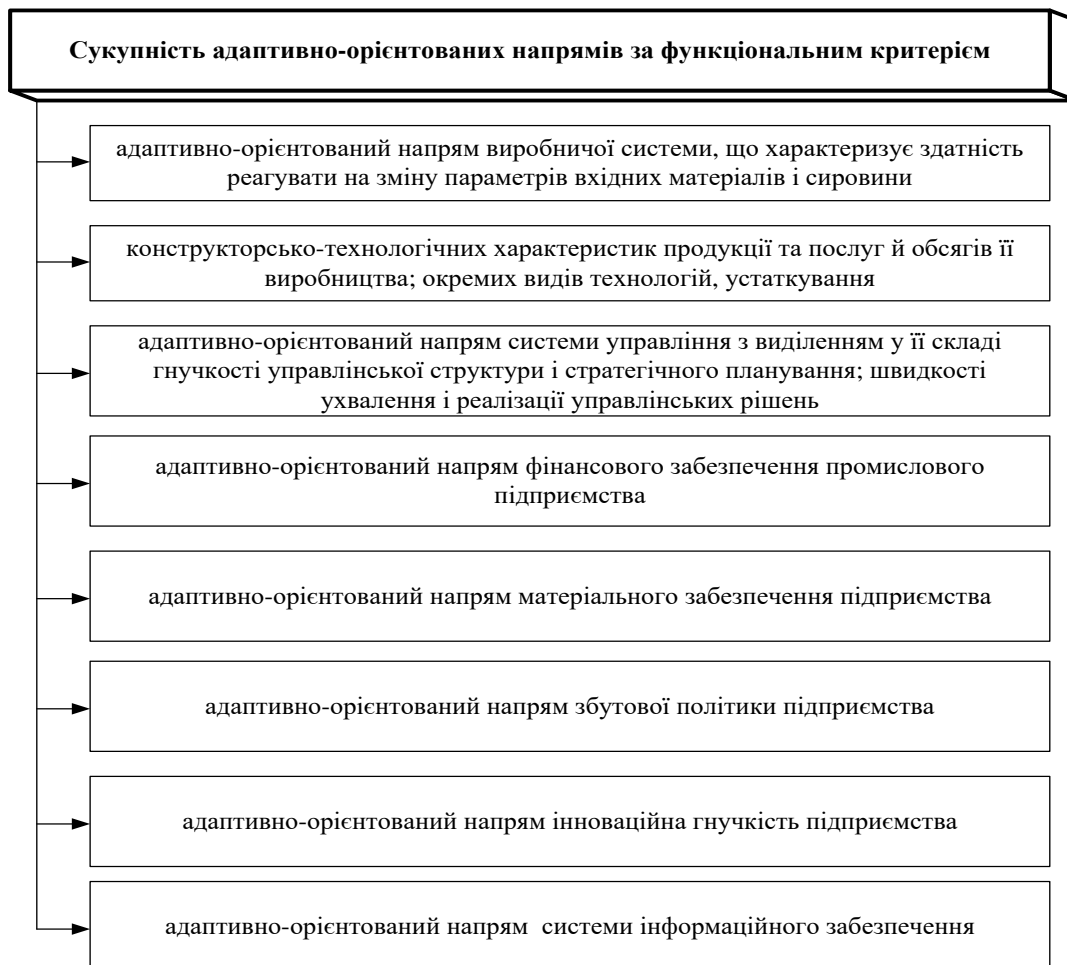 Сукупність адаптивно-орієнтованих напрямів за функціональним критерієм
адаптивно-орієнтований напрям виробничої системи, що характеризує здатність
реагувати на зміну параметрів вхідних матеріалів і сировини
конструкторсько-технологічних характеристик продукції та послуг й обсягів її
виробництва; окремих видів технологій, устаткування
адаптивно-орієнтований напрям системи управління з виділенням у її складі
гнучкості управлінської структури і стратегічного планування; швидкості
ухвалення і реалізації управлінських рішень
адаптивно-орієнтований напрям фінансового забезпечення промислового
підприємства
адаптивно-орієнтований напрям матеріального забезпечення підприємства
адаптивно-орієнтований напрям збутової політики підприємства
адаптивно-орієнтований напрям інноваційна гнучкість підприємства
адаптивно-орієнтований напрям системи інформаційного забезпечення